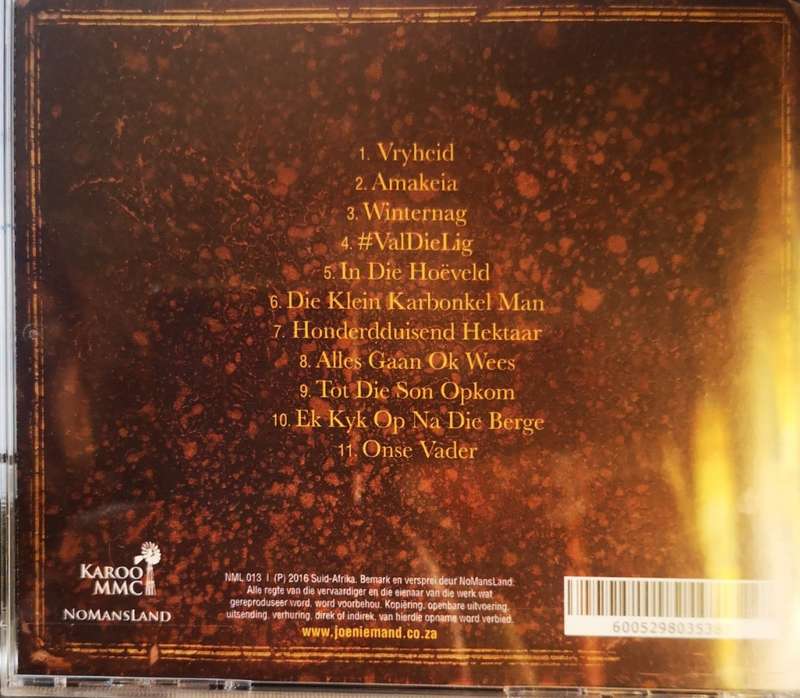 1. Vryheid
2. Amakeia
3. Winternag
4. #ValDieLig
5. In Die Hoëveld
6. Die Klein Karbonkel Man
7. Honderdduisend Hektaar
8. Alles Gaan Ok Wees
9. Tot Die Son Opkom
10. Ek Kyk Op Na Die Berge
11. Onse Vader
KAROO
MMC
NOMANSLAND
NML 013 | (P) 2016 Suid-Afrika. Bemark en versprei deur NoMansLand.
Alle regte van die vervaardiger en die eienaar van die werk wat
gereproduseer word, word voorbehou. Kopiëring, openbare uitvoering,
uitsending, verhuring, direk of indirek, van hierdie opname word verbied.
www.joeniemand.co.za